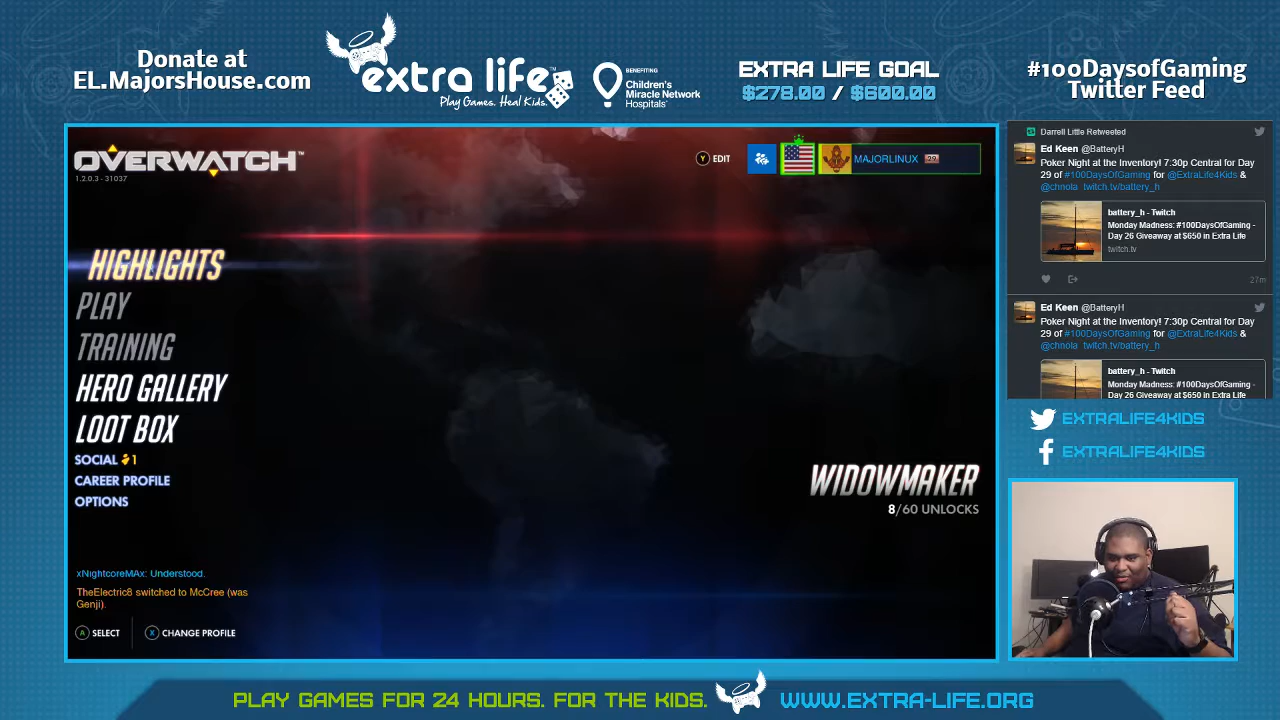 Donate at
EL.MajorsHouse.com
extra life
Play Games. Heal Kids.
BENEFITING
Children's
Miracle Network
Hospitals
EXTRA LIFE GOAL
$278.00 / $600.00
#100DaysofGaming
Twitter Feed
OVERWATCH
1.2.0.3 - 31037
Y EDIT
MAJORLINUX 29
HIGHLIGHTS
PLAY
TRAINING
HERO GALLERY
LOOT BOX
SOCIAL 1
CAREER PROFILE
OPTIONS
WIDOWMAKER
8/60 UNLOCKS
xNightcoreMAx: Understood.
TheElectric8 switched to McCree (was
Genji).
A SELECT
X CHANGE PROFILE
Darrell Little Retweeted
Ed Keen @BatteryH
Poker Night at the Inventory! 7:30p Central for Day
29 of #100DaysOfGaming for @ExtraLife4Kids &
@chnola twitch.tv/battery_h
battery_h - Twitch
Monday Madness: #100DaysOfGaming -
Day 26 Giveaway at $650 in Extra Life
twitch.tv
27m
Ed Keen @BatteryH
Poker Night at the Inventory! 7:30p Central for Day
29 of #100DaysOfGaming for @ExtraLife4Kids &
@chnola twitch.tv/battery_h
battery_h - Twitch
Monday Madness: #100DaysOfGaming -
Day 26 Giveaway at $650 in Extra Life
EXTRALIFE4KIDS
EXTRALIFE4KIDS
PLAY GAMES FOR 24 HOURS. FOR THE KIDS.
WWW.EXTRA-LIFE.ORG